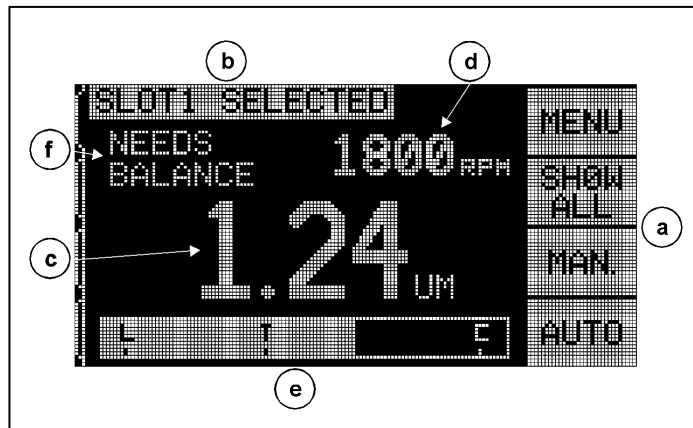 b
d
SLOT1 SELECTED
MENU
f
NEEDS
BALANCE
1800 RPM
SHOW
ALL
a
c
1.24 UM
MAN.
L T C
AUTO
e